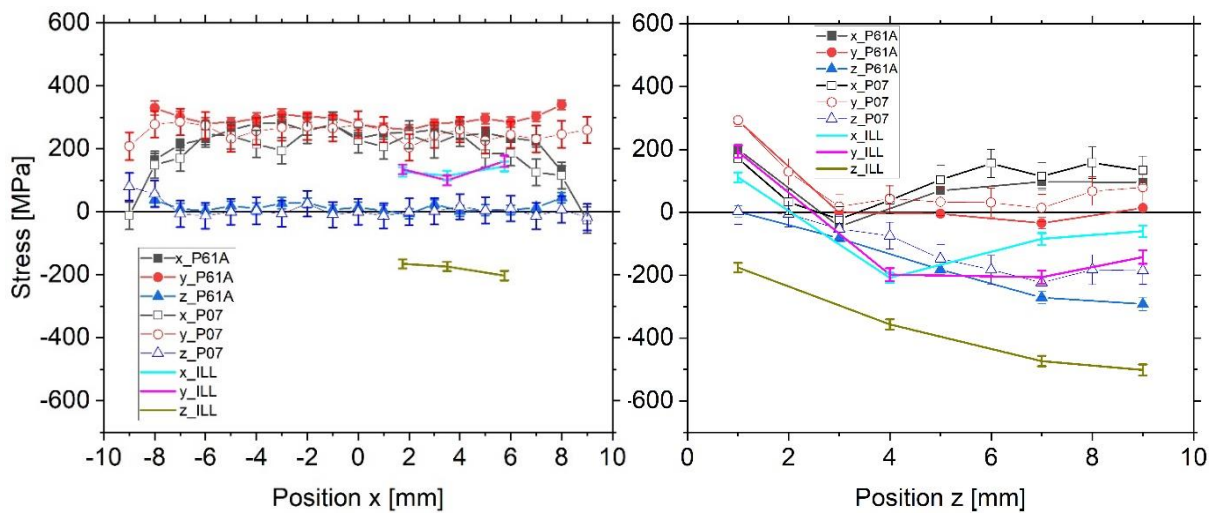 600
400
200
0
-200
-400
-600
Stress [MPa]
x_P61A
y_P61A
z_P61A
x_P07
y_P07
z_P07
x_ILL
y_ILL
z_ILL
-10 -8 -6 -4 -2 0 2 4 6 8 10
Position x [mm]
600
400
200
0
-200
-400
-600
x_P61A
y_P61A
z_P61A
x_P07
y_P07
z_P07
x_ILL
y_ILL
z_ILL
0 2 4 6 8 10
Position z [mm]